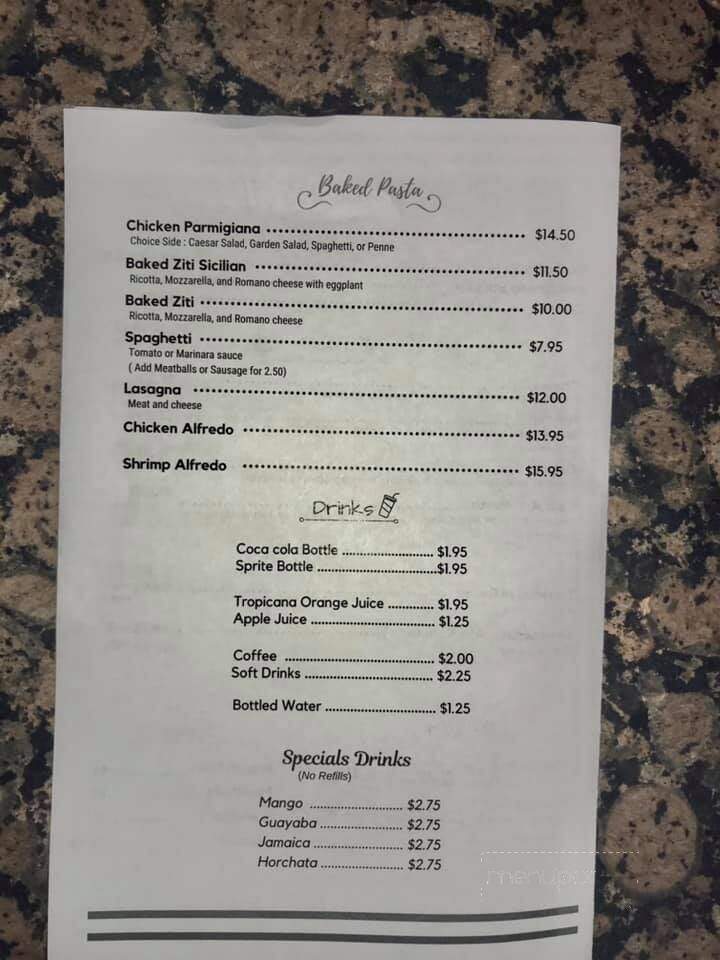 Baked Pasta
Chicken Parmigiana ........................................ $14.50
Choice Side : Caesar Salad, Garden Salad, Spaghetti, or Penne
Baked Ziti Sicilian ........................................ $11.50
Ricotta, Mozzarella, and Romano cheese with eggplant
Baked Ziti ........................................ $10.00
Ricotta, Mozzarella, and Romano cheese
Spaghetti ........................................ $7.95
Tomato or Marinara sauce
( Add Meatballs or Sausage for 2.50)
Lasagna ........................................ $12.00
Meat and cheese
Chicken Alfredo ........................................ $13.95
Shrimp Alfredo ........................................ $15.95
Drinks
Coca cola Bottle .......................... $1.95
Sprite Bottle .................................$1.95
Tropicana Orange Juice ............. $1.95
Apple Juice ................................... $1.25
Coffee .......................................... $2.00
Soft Drinks .................................... $2.25
Bottled Water ............................... $1.25
Specials Drinks
(No Refills)
Mango .......................... $2.75
Guayaba ....................... $2.75
Jamaica ......................... $2.75
Horchata ....................... $2.75